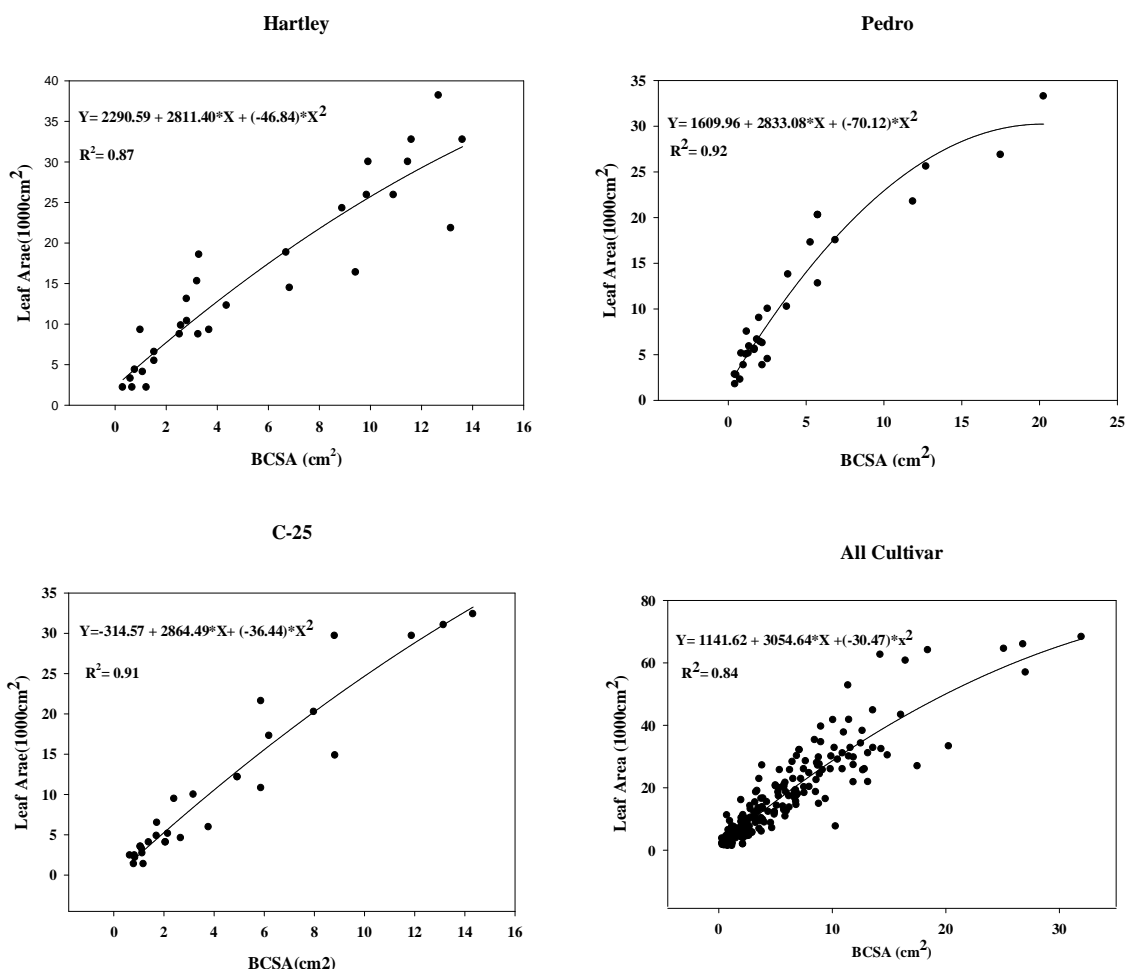 Hartley
Y= 2290.59 + 2811.40*X + (-46.84)*X²
R²= 0.87
Leaf Arae(1000cm²)
40
35
30
25
20
15
10
5
0
0 2 4 6 8 10 12 14 16
BCSA (cm²)
Pedro
Y= 1609.96 + 2833.08*X + (-70.12)*X²
R²= 0.92
Leaf Area(1000cm²)
35
30
25
20
15
10
5
0
0 5 10 15 20 25
BCSA (cm²)
C-25
Y=-314.57 + 2864.49*X+ (-36.44)*X²
R²= 0.91
Leaf Arae(1000cm²)
35
30
25
20
15
10
5
0
0 2 4 6 8 10 12 14 16
BCSA(cm2)
All Cultivar
Y= 1141.62 + 3054.64*X +(-30.47)*x²
R²= 0.84
Leaf Area (1000cm²)
80
60
40
20
0
0 10 20 30
BCSA (cm²)